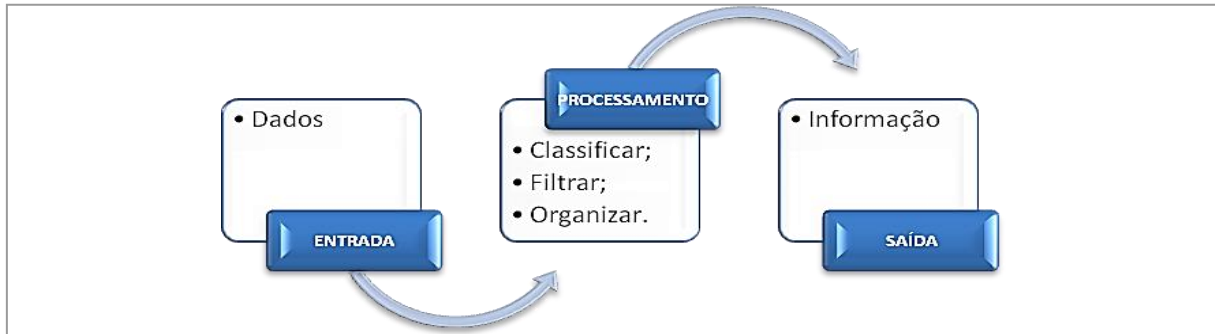 • Dados
ENTRADA
PROCESSAMENTO
• Classificar;
• Filtrar;
• Organizar.
• Informação
SAÍDA